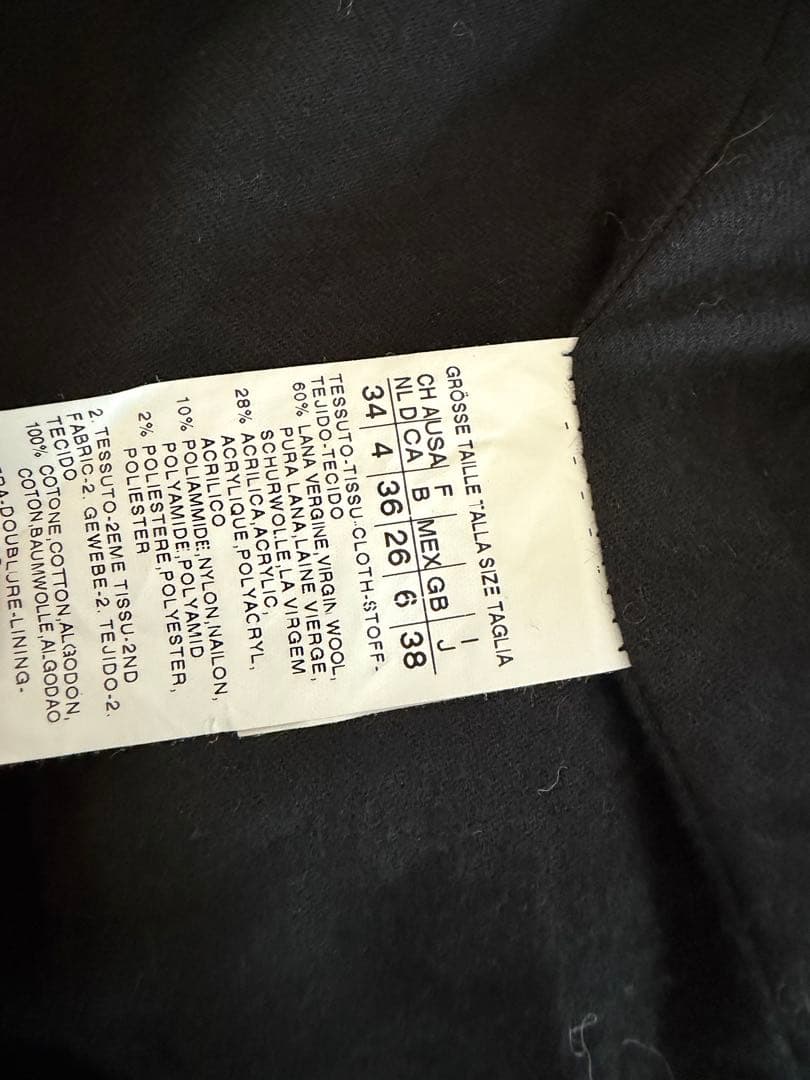 GRÖSSE TAILLE TALLA SIZE TAGLIA
CH A USA F I
NL D CA B MEX GB J
34 4 36 26 6 38
TESSUTO-TISSU-CLOTH-STOFF-
TEJIDO-TECIDO
60% LANA VERGINE,VIRGIN WOOL,
PURA LANA,LAINE VIERGE,
SCHURWOLLE,LA VIRGEM
28% ACRILICA,ACRYLIC,
ACRYLIQUE,POLYACRYL,
ACRILICO
10% POLIAMMIDE,NYLON,NAILON,
POLYAMIDE,POLYAMID
2% POLIESTERE,POLYESTER,
POLIESTER
2. TESSUTO-2EME TISSU-2ND
FABRIC-2. GEWEBE-2. TEJIDO-2.
TECIDO
100% COTONE,COTTON,ALGODÓN,
COTON,BAUMWOLLE,ALGODAO
DOUBLURE-LINING-